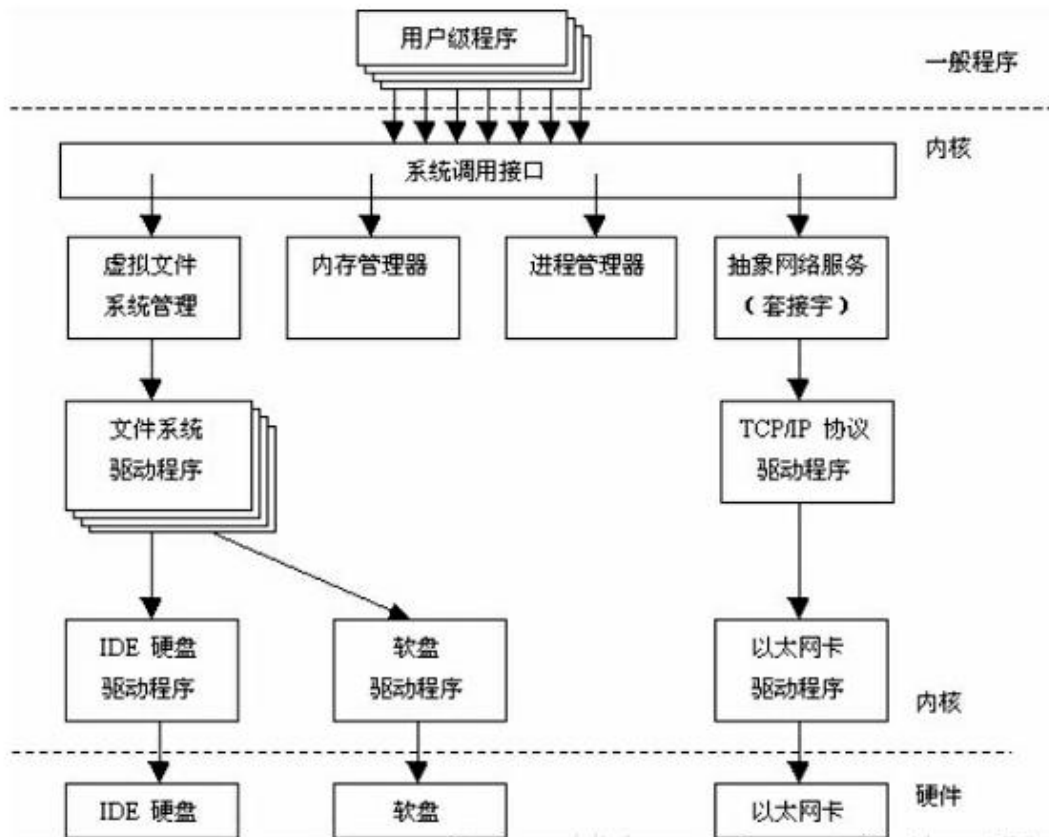 用户级程序
一般程序
内核
系统调用接口
虚拟文件
系统管理
内存管理器
进程管理器
抽象网络服务
（套接字）
文件系统
驱动程序
TCP/IP 协议
驱动程序
IDE 硬盘
驱动程序
软盘
驱动程序
以太网卡
驱动程序
内核
硬件
IDE 硬盘
软盘
以太网卡